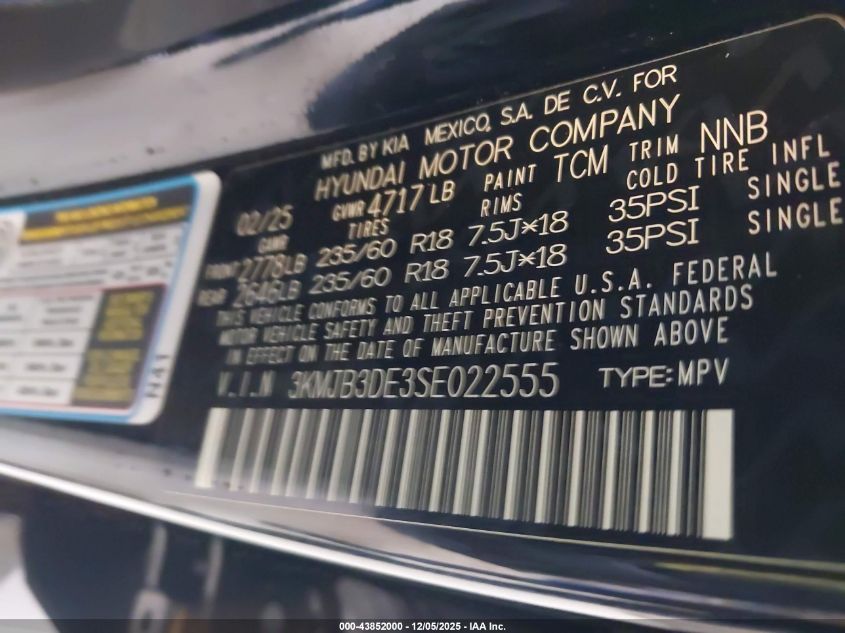 MFD. BY KIA MEXICO, S.A. DE C.V. FOR
HYUNDAI MOTOR COMPANY
02/25 GVWR 4717LB PAINT TCM TRIM NNB
GAWR TIRES RIMS COLD TIRE INFL
FRONT 2778LB 235/60 R18 7.5J×18 35PSI SINGLE
REAR 2646LB 235/60 R18 7.5J×18 35PSI SINGLE
THIS VEHICLE CONFORMS TO ALL APPLICABLE U.S.A. FEDERAL
MOTOR VEHICLE SAFETY AND THEFT PREVENTION STANDARDS
IN EFFECT ON THE DATE OF MANUFACTURE SHOWN ABOVE
V.I.N 3KMJB3DE3SE022555 TYPE:MPV
000-43852000 - 12/05/2025 - IAA Inc.